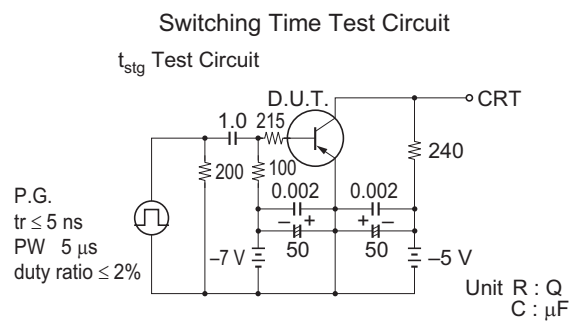 Switching Time Test Circuit
t_stg Test Circuit
D.U.T.
CRT
1.0 215
200
100
240
0.002 0.002
– + + –
50 50
–7 V
–5 V
P.G.
tr ≤ 5 ns
PW 5 μs
duty ratio ≤ 2%
Unit R : Q
C : μF